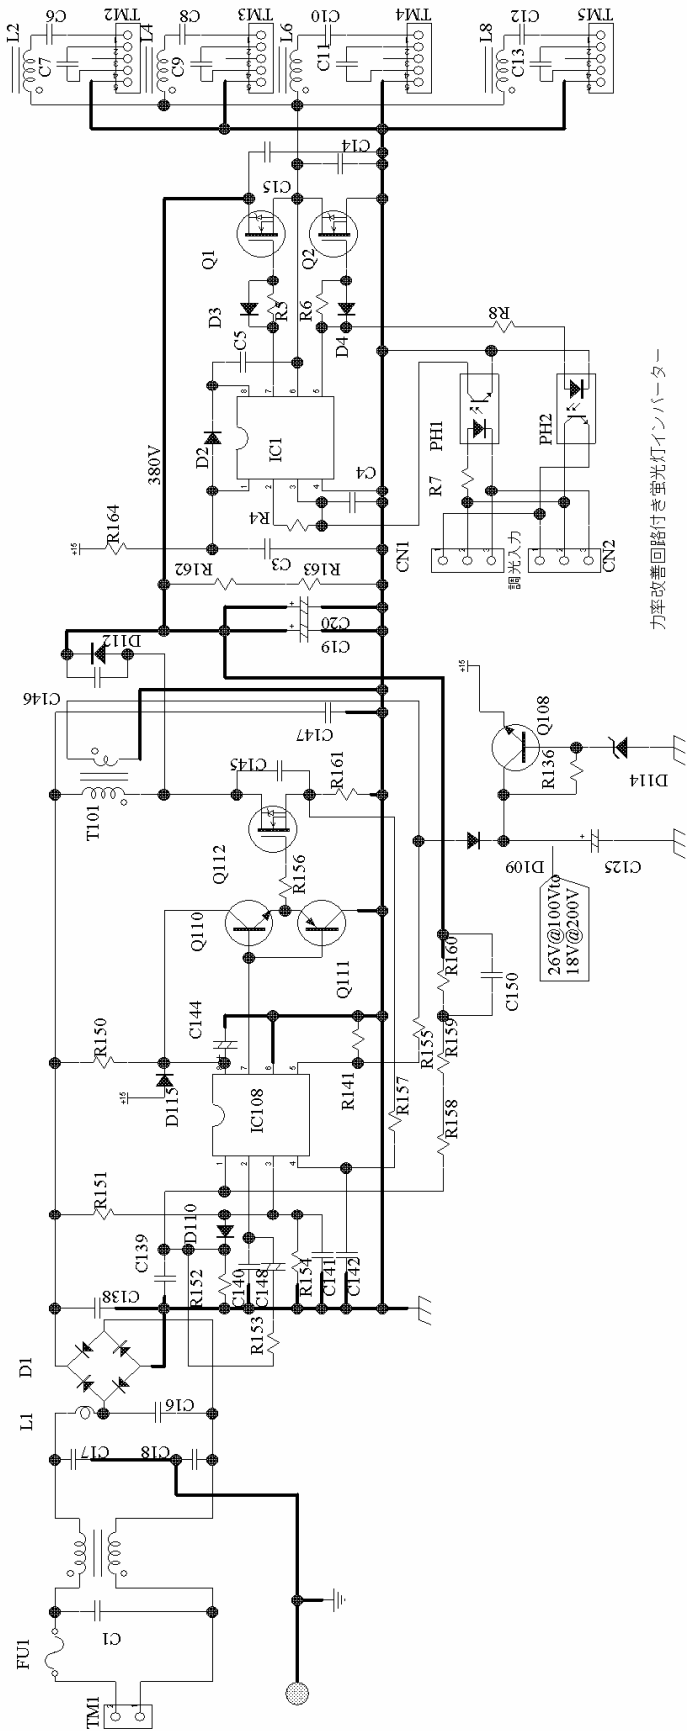 L2
C6
TM2
C7
L4
C8
TM3
C9
L6
C10
TM4
C11
L8
C12
TM5
C13
C14
C15
Q1
Q2
D3
R5
R6
D4
R8
C5
D2
IC1
380V
PH1
PH2
R7
R4
C4
R164
+15
C3
CN1
CN2
調光入力
R162
R163
C20
C19
D112
C146
C147
力率改善回路付き蛍光灯インバーター
+15
Q108
R136
D114
T101
C145
R161
Q112
R156
D109
C125
26V@100Vto
18V@200V
Q110
Q111
R160
C150
C144
R150
R155
R159
D115
+15
IC108
R141
R157
R158
R151
D110
C139
R152
C140
C148
R154
C141
C142
R153
C138
D1
L1
C16
C17
C18
C1
FU1
TM1